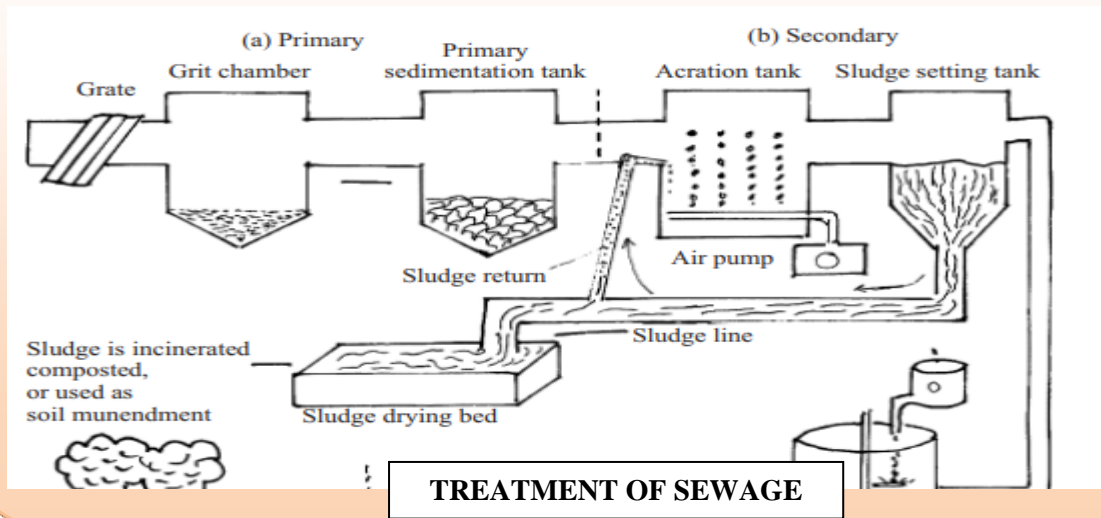 (a) Primary
(b) Secondary
Grate
Grit chamber
Primary
sedimentation tank
Acration tank
Sludge setting tank
Sludge return
Air pump
Sludge line
Sludge is incinerated
composted,
or used as
soil munendment
Sludge drying bed
TREATMENT OF SEWAGE